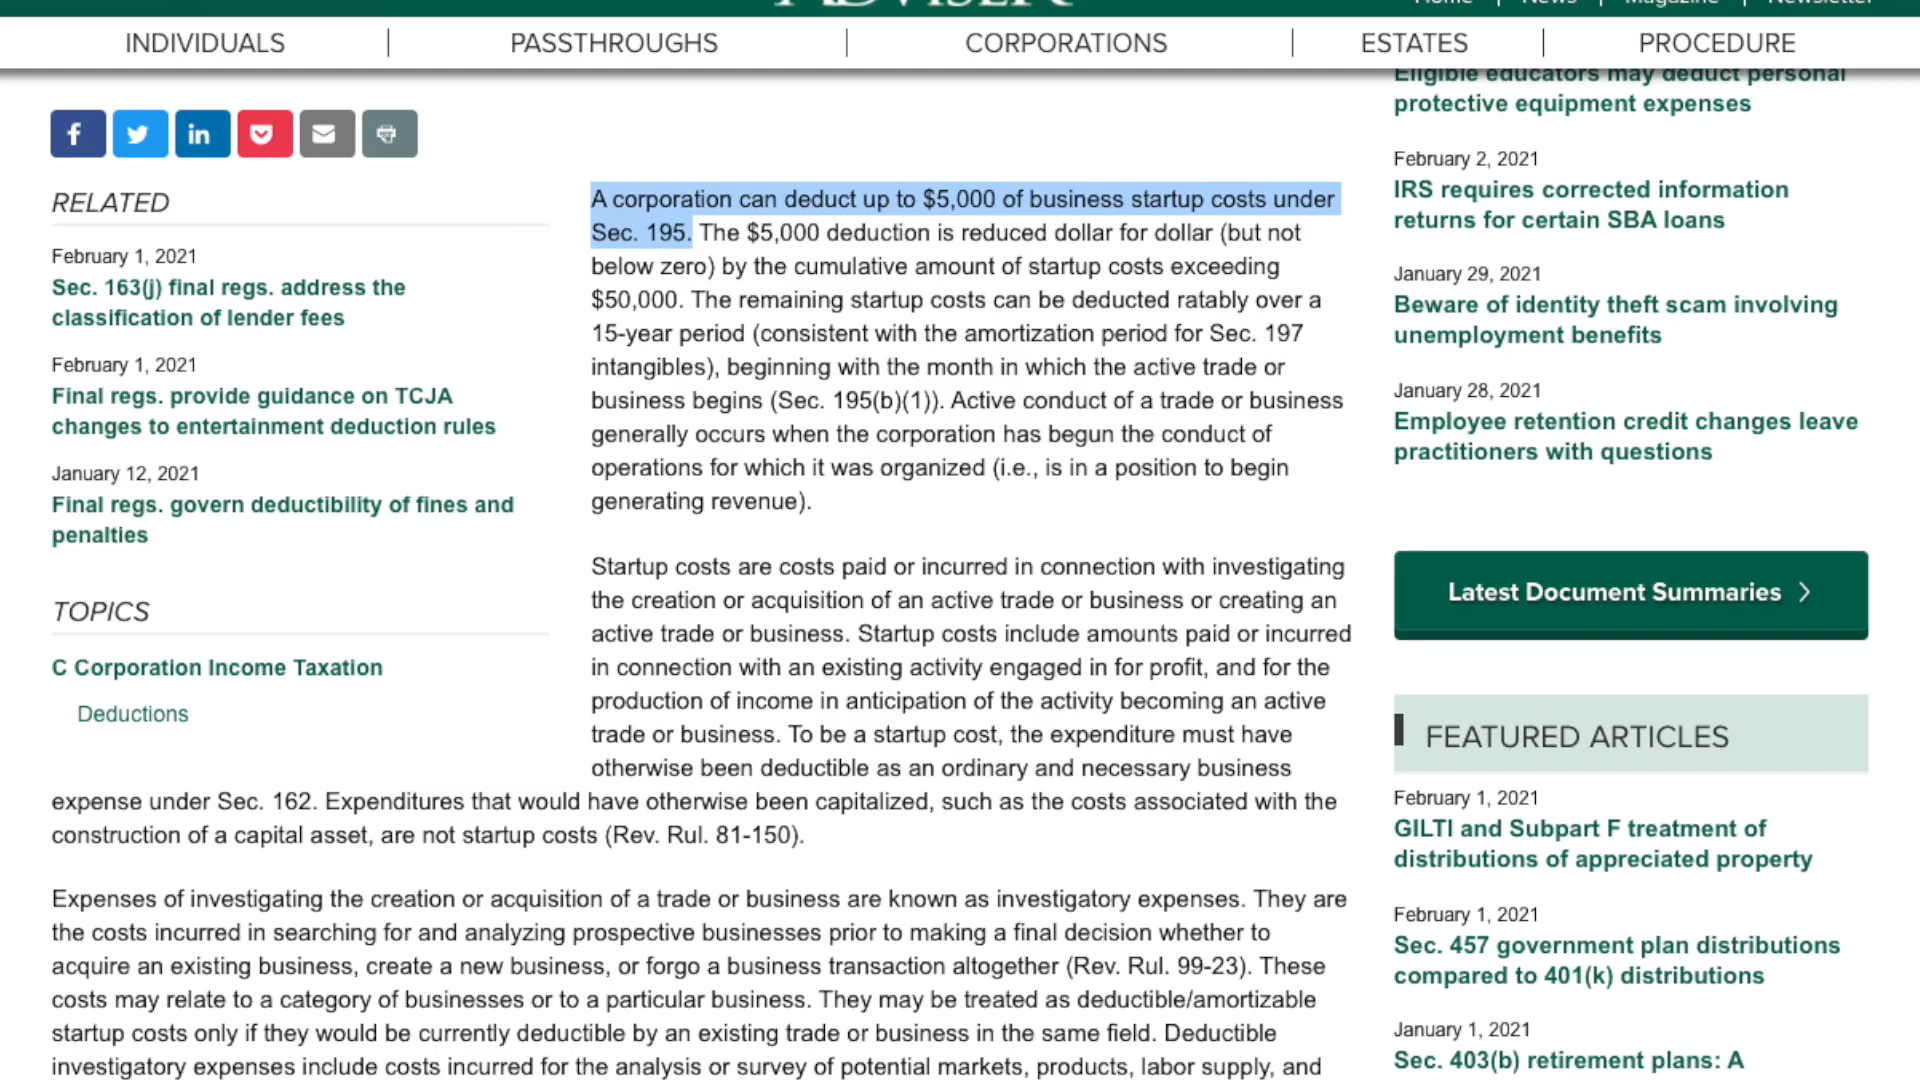 ADVISER
Home | News | Magazine | Newsletter
INDIVIDUALS | PASSTHROUGHS | CORPORATIONS | ESTATES | PROCEDURE
RELATED
February 1, 2021
Sec. 163(j) final regs. address the
classification of lender fees
February 1, 2021
Final regs. provide guidance on TCJA
changes to entertainment deduction rules
January 12, 2021
Final regs. govern deductibility of fines and
penalties
TOPICS
C Corporation Income Taxation
Deductions
A corporation can deduct up to $5,000 of business startup costs under
Sec. 195. The $5,000 deduction is reduced dollar for dollar (but not
below zero) by the cumulative amount of startup costs exceeding
$50,000. The remaining startup costs can be deducted ratably over a
15-year period (consistent with the amortization period for Sec. 197
intangibles), beginning with the month in which the active trade or
business begins (Sec. 195(b)(1)). Active conduct of a trade or business
generally occurs when the corporation has begun the conduct of
operations for which it was organized (i.e., is in a position to begin
generating revenue).
Startup costs are costs paid or incurred in connection with investigating
the creation or acquisition of an active trade or business or creating an
active trade or business. Startup costs include amounts paid or incurred
in connection with an existing activity engaged in for profit, and for the
production of income in anticipation of the activity becoming an active
trade or business. To be a startup cost, the expenditure must have
otherwise been deductible as an ordinary and necessary business
expense under Sec. 162. Expenditures that would have otherwise been capitalized, such as the costs associated with the
construction of a capital asset, are not startup costs (Rev. Rul. 81-150).
Expenses of investigating the creation or acquisition of a trade or business are known as investigatory expenses. They are
the costs incurred in searching for and analyzing prospective businesses prior to making a final decision whether to
acquire an existing business, create a new business, or forgo a business transaction altogether (Rev. Rul. 99-23). These
costs may relate to a category of businesses or to a particular business. They may be treated as deductible/amortizable
startup costs only if they would be currently deductible by an existing trade or business in the same field. Deductible
investigatory expenses include costs incurred for the analysis or survey of potential markets, products, labor supply, and
Eligible educators may deduct personal
protective equipment expenses
February 2, 2021
IRS requires corrected information
returns for certain SBA loans
January 29, 2021
Beware of identity theft scam involving
unemployment benefits
January 28, 2021
Employee retention credit changes leave
practitioners with questions
Latest Document Summaries
FEATURED ARTICLES
February 1, 2021
GILTI and Subpart F treatment of
distributions of appreciated property
February 1, 2021
Sec. 457 government plan distributions
compared to 401(k) distributions
January 1, 2021
Sec. 403(b) retirement plans: A